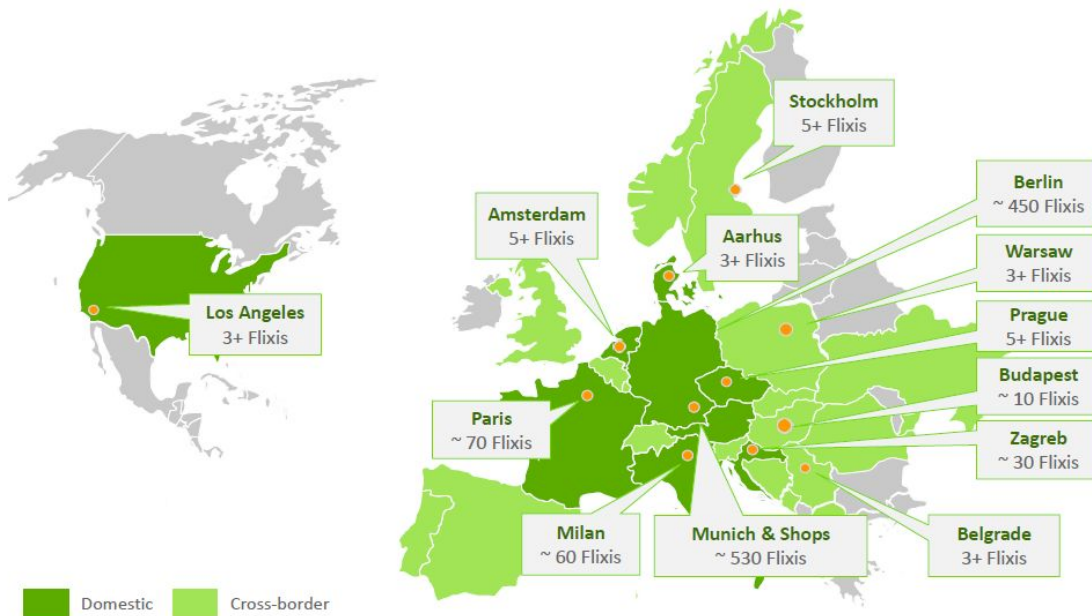 Stockholm
5+ Flixis
Berlin
~ 450 Flixis
Amsterdam
5+ Flixis
Aarhus
3+ Flixis
Warsaw
3+ Flixis
Los Angeles
3+ Flixis
Prague
5+ Flixis
Budapest
~ 10 Flixis
Paris
~ 70 Flixis
Zagreb
~ 30 Flixis
Milan
~ 60 Flixis
Munich & Shops
~ 530 Flixis
Belgrade
3+ Flixis
Domestic
Cross-border